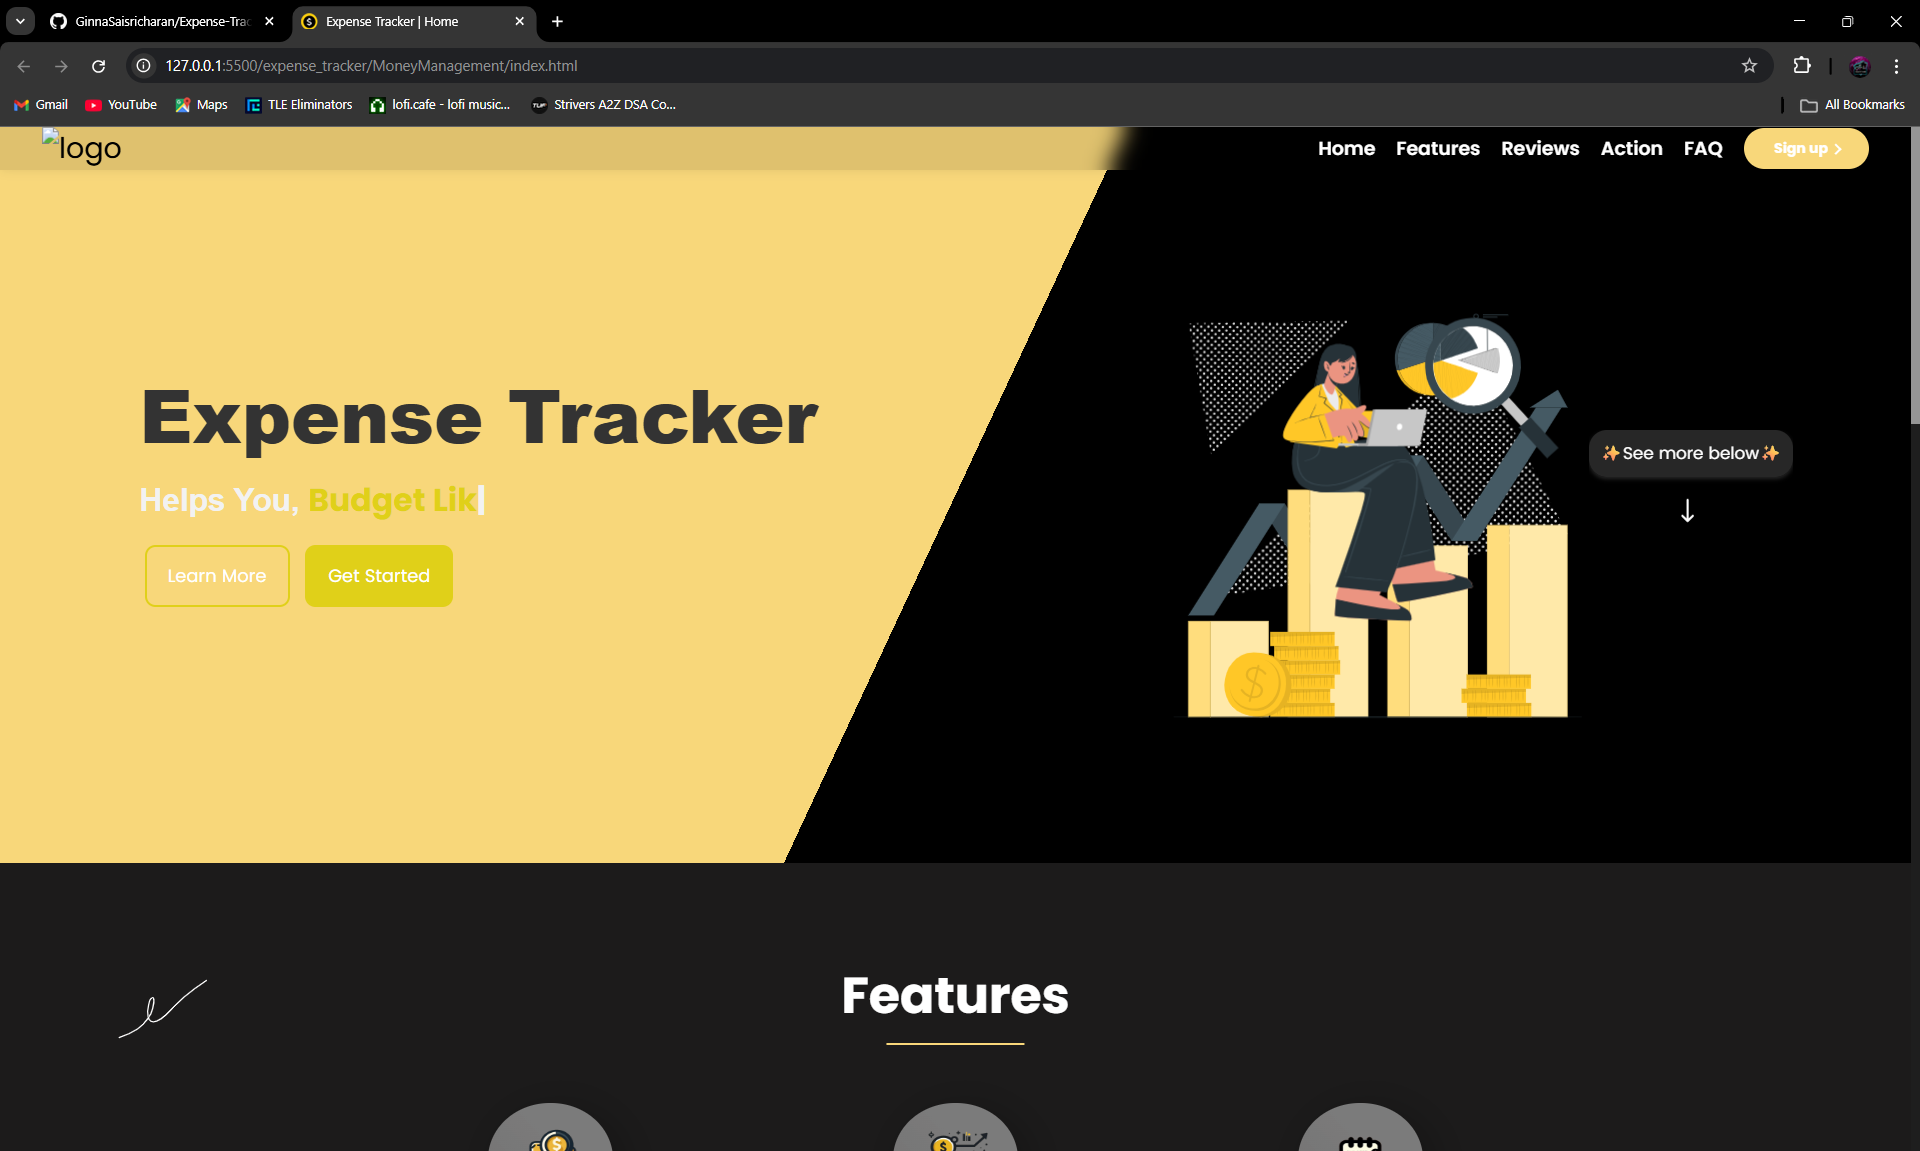 GinnaSaisricharan/Expense-Trac
Expense Tracker | Home
127.0.0.1:5500/expense_tracker/MoneyManagement/index.html
Gmail
YouTube
Maps
TLE Eliminators
lofi.cafe - lofi music...
TUF
Strivers A2Z DSA Co...
All Bookmarks
logo
Home
Features
Reviews
Action
FAQ
Sign up >
Expense Tracker
Helps You, Budget Lik|
Learn More
Get Started
✨See more below✨
↓
$
Features
$
$